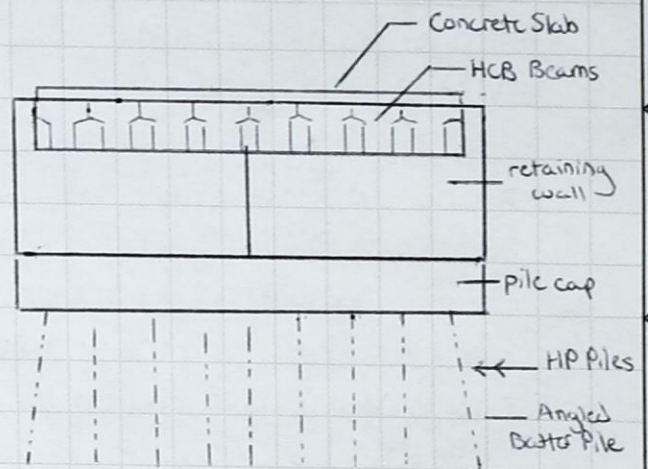 Concrete Slab
HCB Beams
retaining
wall
pile cap
HP Piles
Angled
Batter Pile